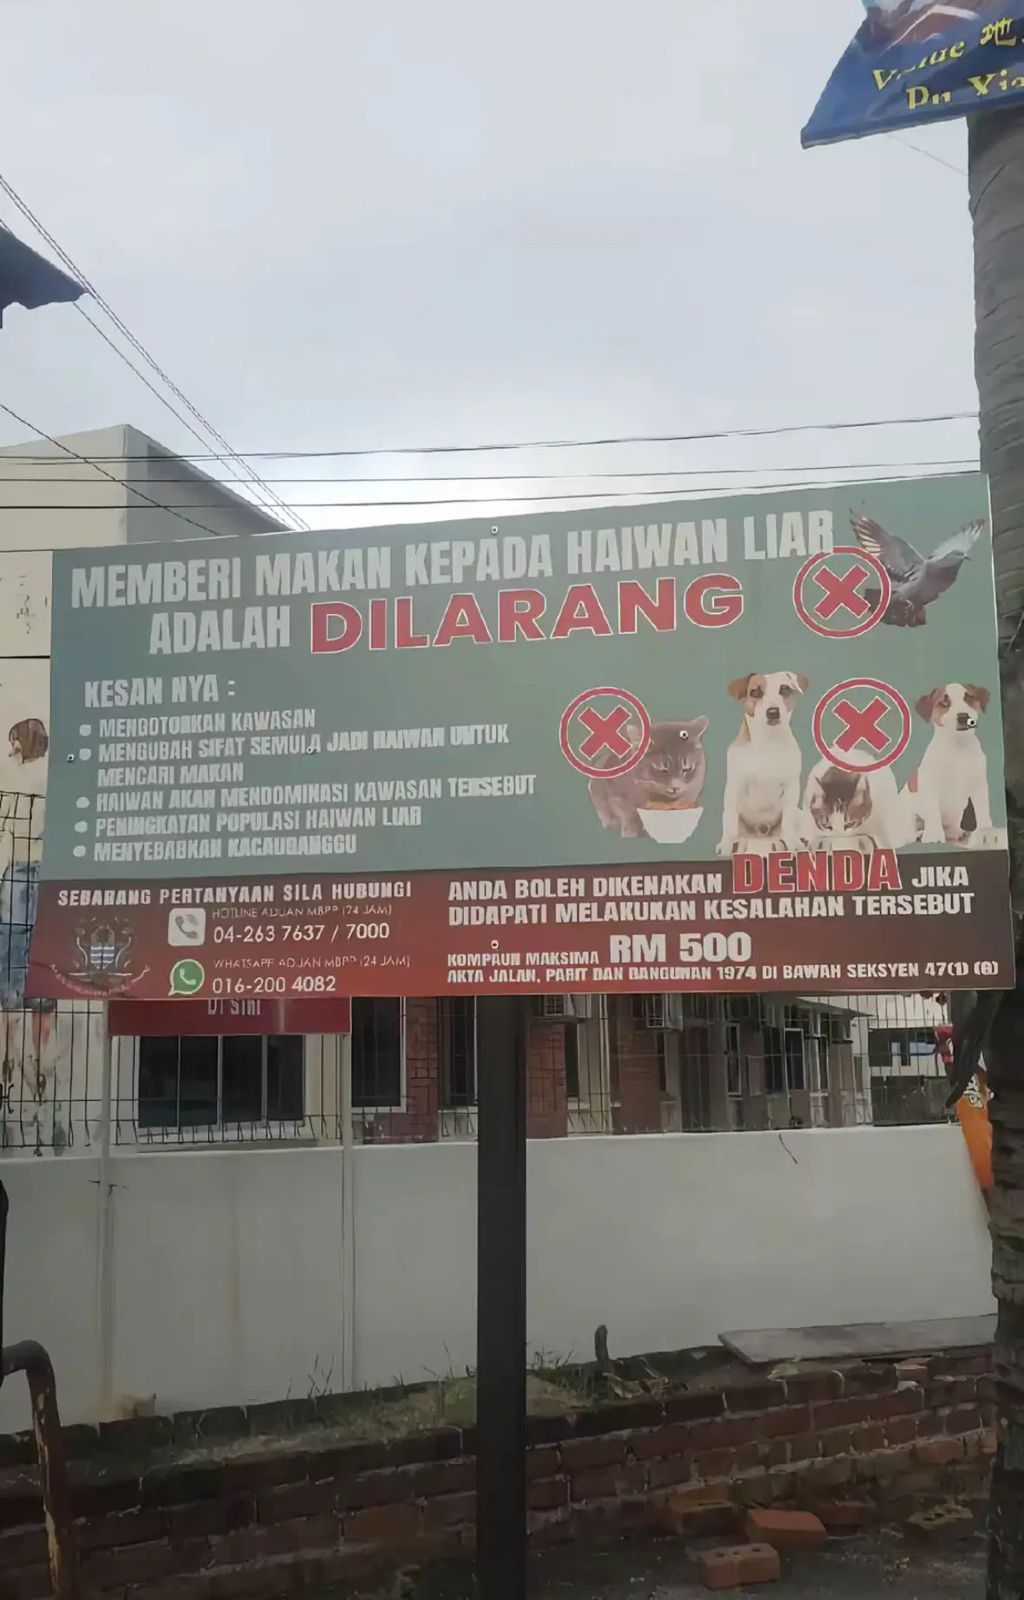 MEMBERI MAKAN KEPADA HAIWAN LIAR
ADALAH DILARANG
KESAN NYA :
MENGOTORKAN KAWASAN
MENGUBAH SIFAT SEMULA JADI HAIWAN UNTUK
MENCARI MAKAN
HAIWAN AKAN MENDOMINASI KAWASAN TERSEBUT
PENINGKATAN POPULASI HAIWAN LIAR
MENYEBABKAN KACAUGANGGU
SEBARANG PERTANYAAN SILA HUBUNGI
HOTLINE ADUAN MBPP (24 JAM)
04-263 7637 / 7000
WHATSAPP ADUAN MBPP (24 JAM)
016-200 4082
ANDA BOLEH DIKENAKAN DENDA JIKA
DIDAPATI MELAKUKAN KESALAHAN TERSEBUT
KOMPAUN MAKSIMA RM 500
AKTA JALAN, PARIT DAN BANGUNAN 1974 DI BAWAH SEKSYEN 47(1) (G)
DI SINI